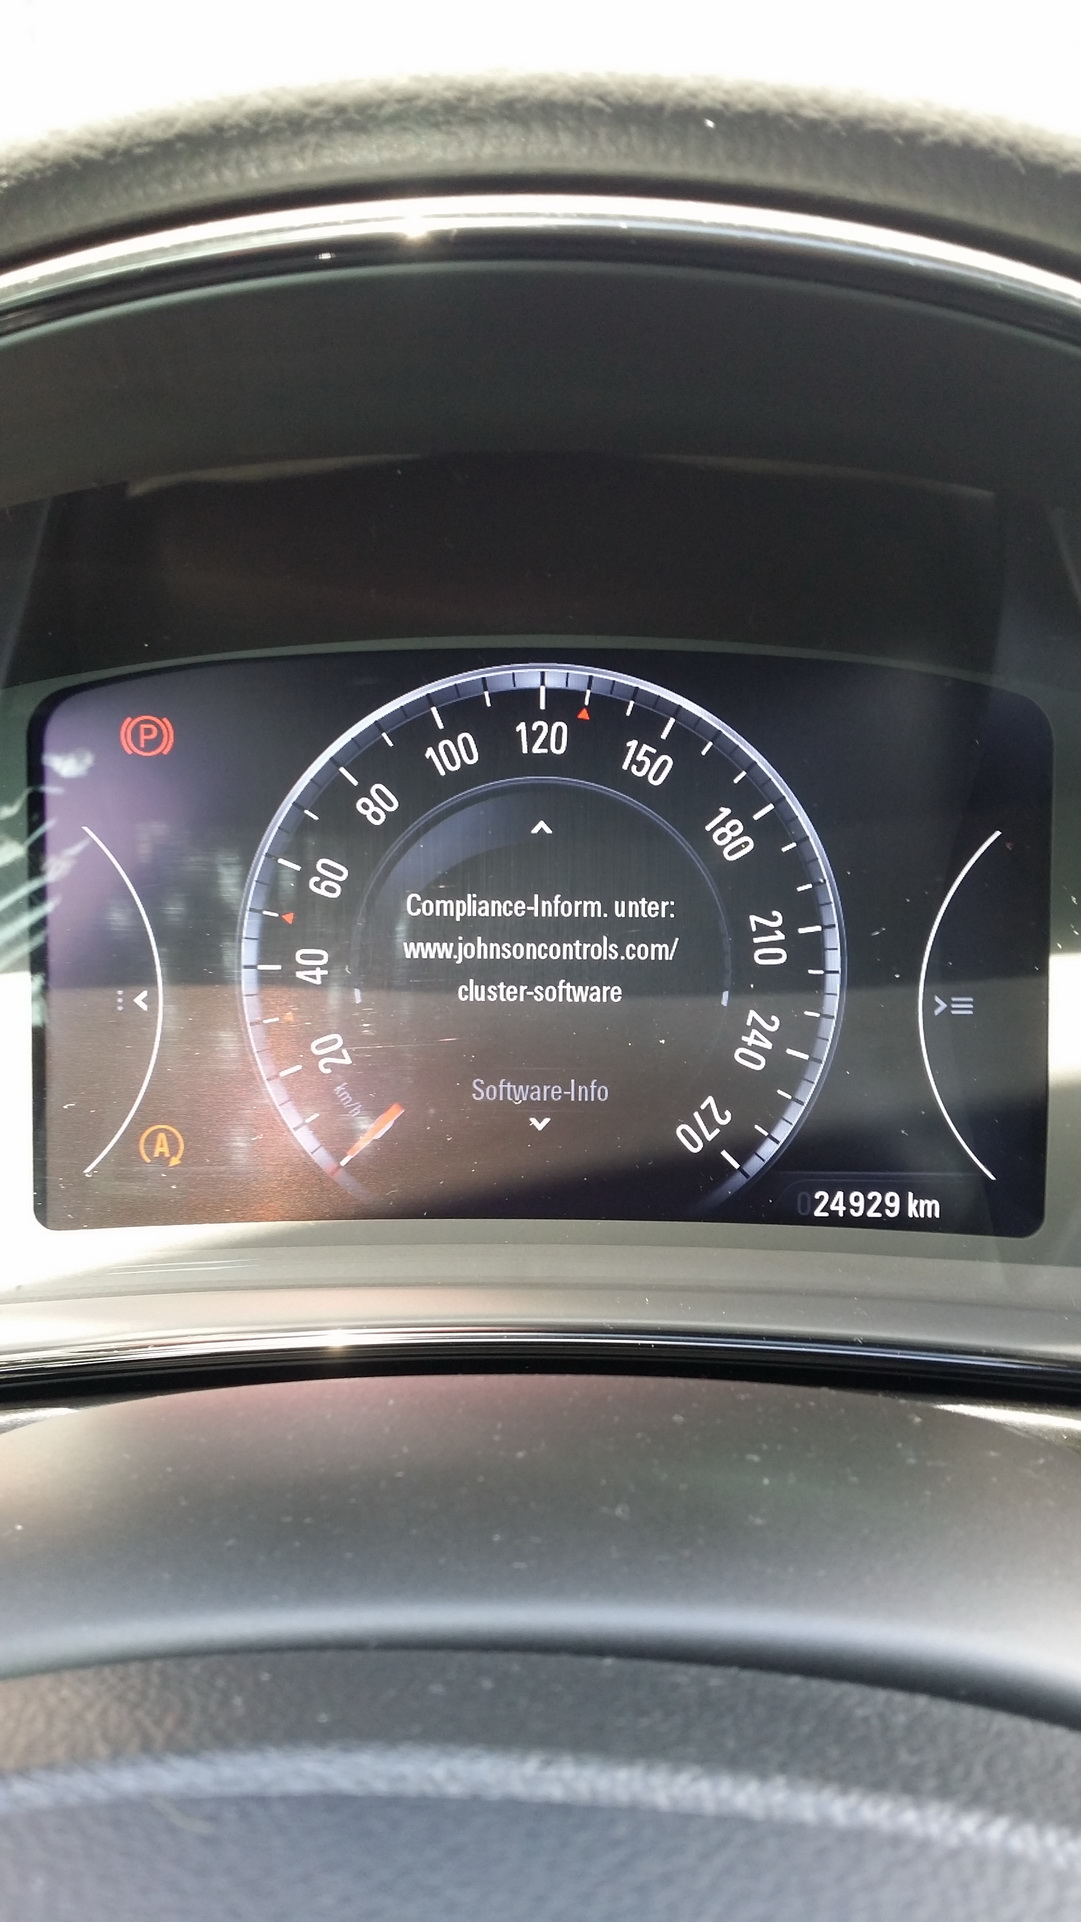 P
120
100
150
80
180
60
Compliance-Inform. unter:
210
www.johnsoncontrols.com/
40
cluster-software
20
240
km/h
Software-Info
270
A
024929 km